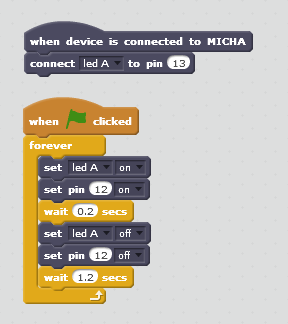 when device is connected to MICHA
connect led A to pin 13
when clicked
forever
set led A on
set pin 12 on
wait 0.2 secs
set led A off
set pin 12 off
wait 1.2 secs